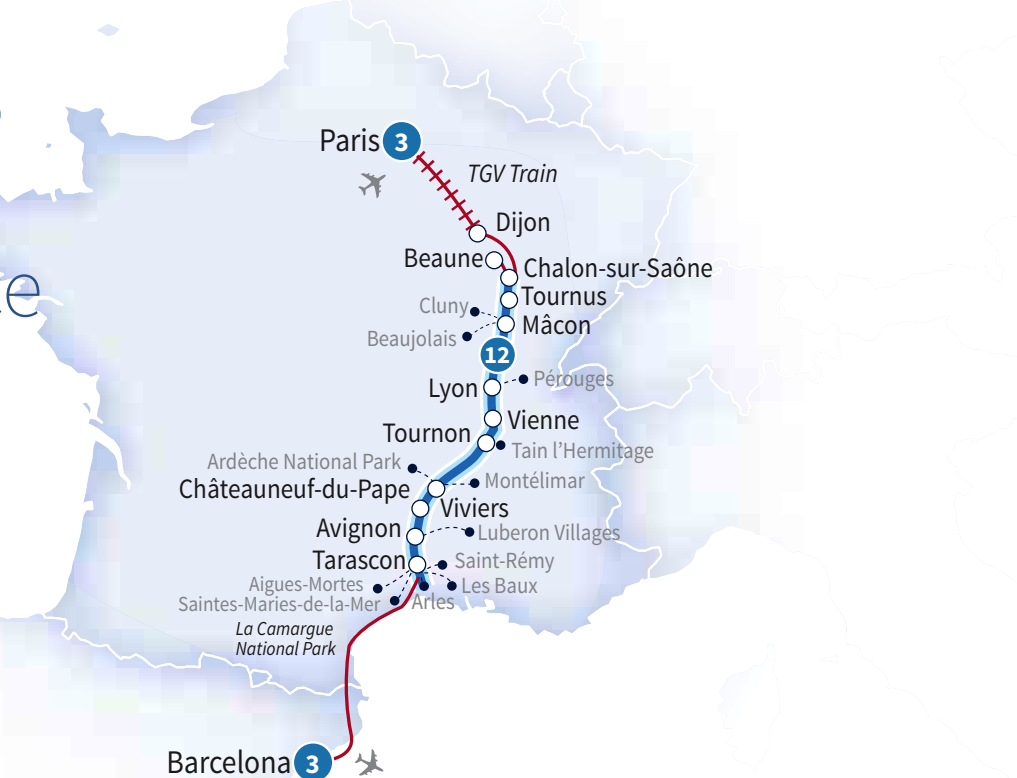 Paris 3
TGV Train
Dijon
Beaune
Chalon-sur-Saône
e
Tournus
Cluny
Mâcon
Beaujolais
12
Pérouges
Lyon
Vienne
Tournon
Tain l'Hermitage
Ardèche National Park
Montélimar
Châteauneuf-du-Pape
Viviers
Avignon
Luberon Villages
Tarascon
Saint-Rémy
Aigues-Mortes
Les Baux
Saintes-Maries-de-la-Mer
Arles
La Camargue
National Park
Barcelona 3